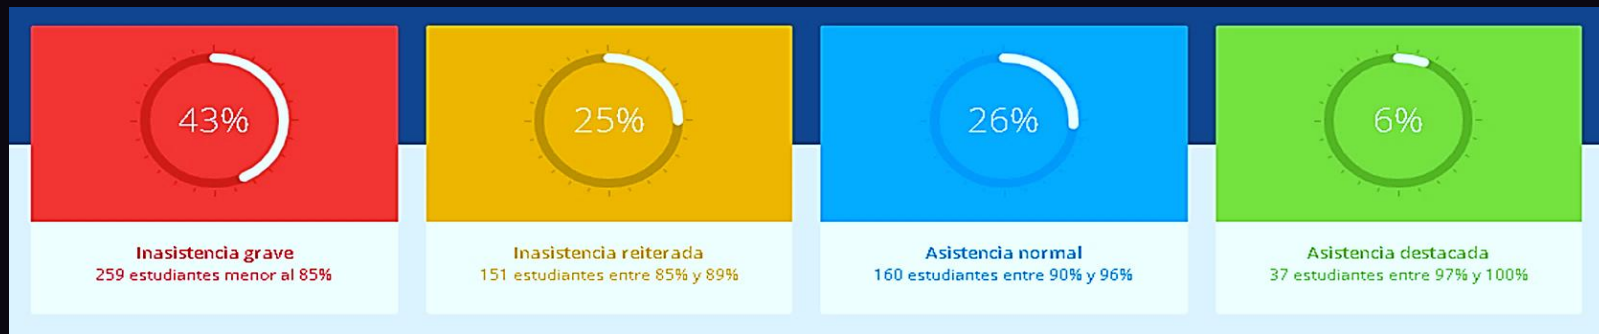 43%
Inasistencia grave
259 estudiantes menor al 85%
25%
Inasistencia reiterada
151 estudiantes entre 85% y 89%
26%
Asistencia normal
160 estudiantes entre 90% y 96%
6%
Asistencia destacada
37 estudiantes entre 97% y 100%